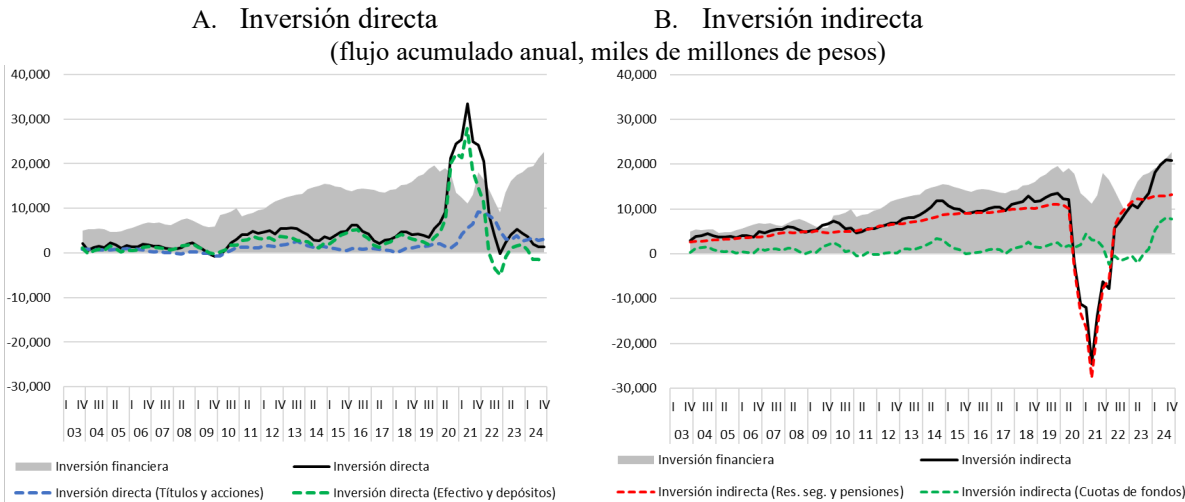 A. Inversión directa
B. Inversión indirecta
(flujo acumulado anual, miles de millones de pesos)
40,000
30,000
20,000
10,000
0
-10,000
-20,000
-30,000
I IV III II I IV III II I IV III II I IV III II I IV III II I IV III II I IV
03 04 05 06 07 08 09 10 11 12 13 14 15 16 17 18 19 20 21 22 23 24
Inversión financiera
Inversión directa
Inversión directa (Títulos y acciones)
Inversión directa (Efectivo y depósitos)
40,000
30,000
20,000
10,000
0
-10,000
-20,000
-30,000
I IV III II I IV III II I IV III II I IV III II I IV III II I IV III II I IV
03 04 05 06 07 08 09 10 11 12 13 14 15 16 17 18 19 20 21 22 23 24
Inversión financiera
Inversión indirecta
Inversión indirecta (Res. seg. y pensiones)
Inversión indirecta (Cuotas de fondos)